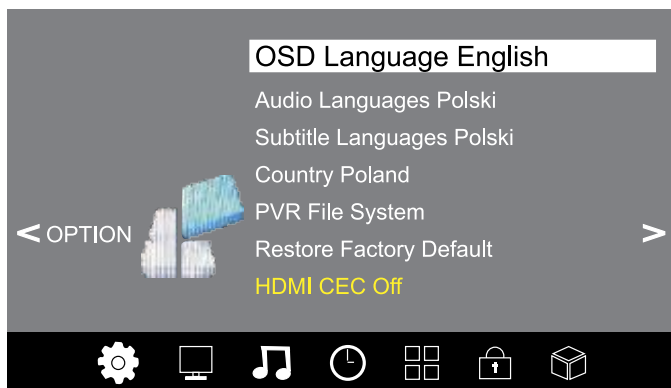 OSD Language English
Audio Languages Polski
Subtitle Languages Polski
Country Poland
PVR File System
< OPTION >
Restore Factory Default
HDMI CEC Off